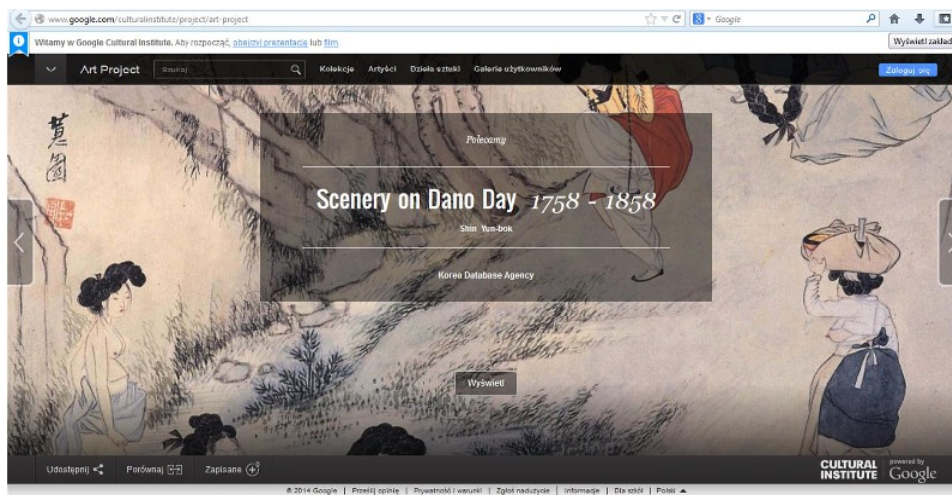 www.google.com/culturalinstitute/project/art-project
Google
Witamy w Google Cultural Institute. Aby rozpocząć, obejrzyj prezentację lub film.
Wyświetl zakład
Art Project
Szukaj
Kolekcje Artyści Dzieła sztuki Galerie użytkowników
Zaloguj się
蕙園
Polecamy
Scenery on Dano Day 1758 - 1858
Shin Yun-bok
Korea Database Agency
Wyświetl
Udostępnij Porównaj Zapisane
CULTURAL INSTITUTE
powered by
Google
© 2014 Google | Prześlij opinię | Prywatność i warunki | Zgłoś nadużycie | Informacje | Dla szkół | Polski